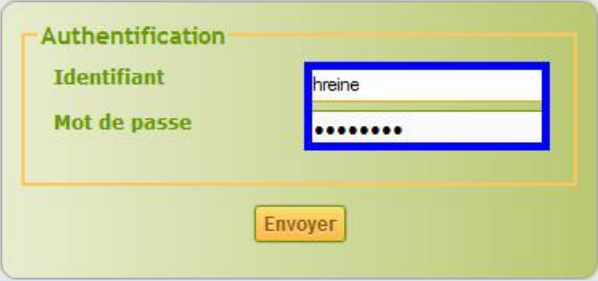 Authentification
Identifiant
hreine
Mot de passe
••••••••
Envoyer